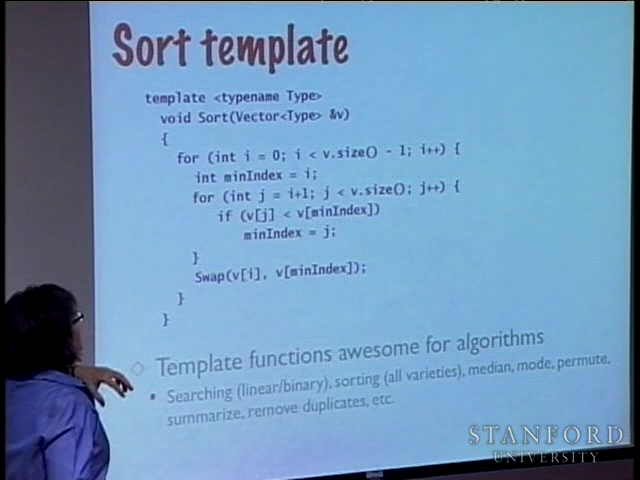 Sort template
template <typename Type>
void Sort(Vector<Type> &v)
{
for (int i = 0; i < v.size() - 1; i++) {
int minIndex = i;
for (int j = i+1; j < v.size(); j++) {
if (v[j] < v[minIndex])
minIndex = j;
}
Swap(v[i], v[minIndex]);
}
}
Template functions awesome for algorithms
• Searching (linear/binary), sorting (all varieties), median, mode, permute,
summarize, remove duplicates, etc.
STANFORD
UNIVERSITY